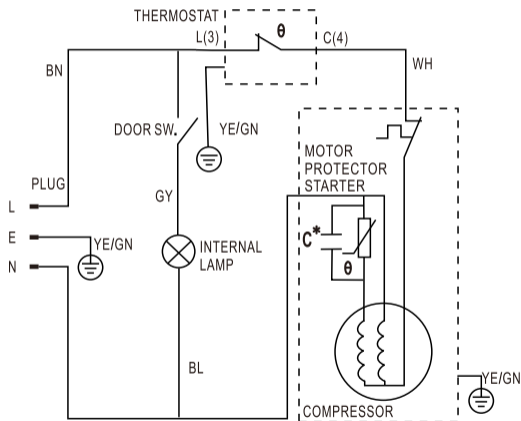 THERMOSTAT
L(3)
θ
C(4)
BN
WH
DOOR SW.
YE/GN
MOTOR
PROTECTOR
STARTER
PLUG
L
GY
E
YE/GN
N
INTERNAL
LAMP
C*
θ
BL
YE/GN
COMPRESSOR